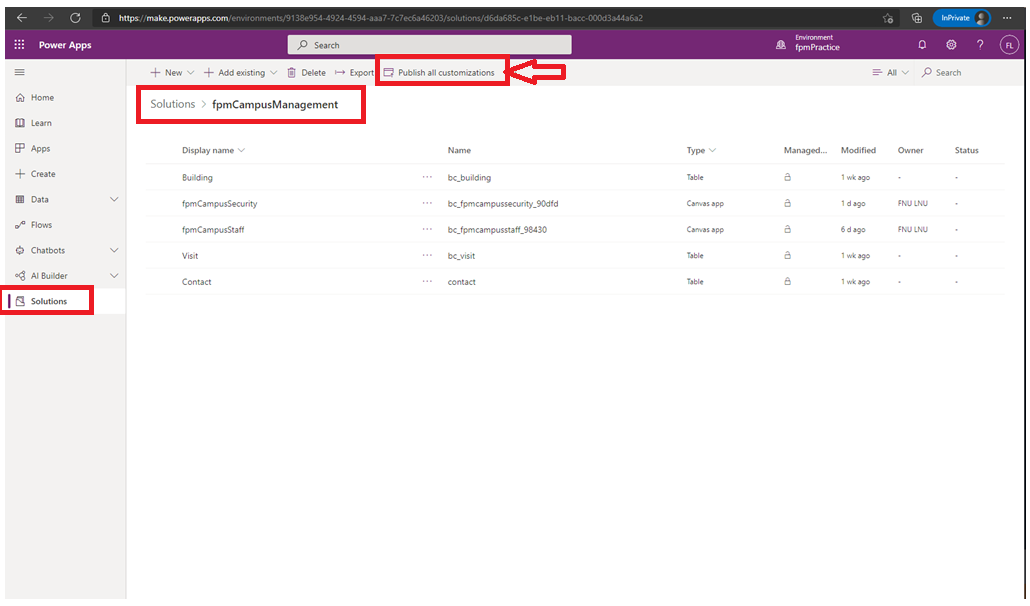 https://make.powerapps.com/environments/9138e954-4924-4594-aaa7-7c7ec6a46203/solutions/d6da685c-e1be-eb11-bacc-000d3a44a6a2 InPrivate
Power Apps Search Environment fpmPractice ? FL
New Add existing Delete Export Publish all customizations All Search
Home
Learn
Apps
Create
Data
Flows
Chatbots
AI Builder
Solutions
Solutions > fpmCampusManagement
Display name Name Type Managed... Modified Owner Status
Building ... bc_building Table 1 wk ago - -
fpmCampusSecurity ... bc_fpmcampussecurity_90dfd Canvas app 1 d ago FNU LNU -
fpmCampusStaff ... bc_fpmcampusstaff_98430 Canvas app 6 d ago FNU LNU -
Visit ... bc_visit Table 1 wk ago - -
Contact ... contact Table 1 wk ago - -